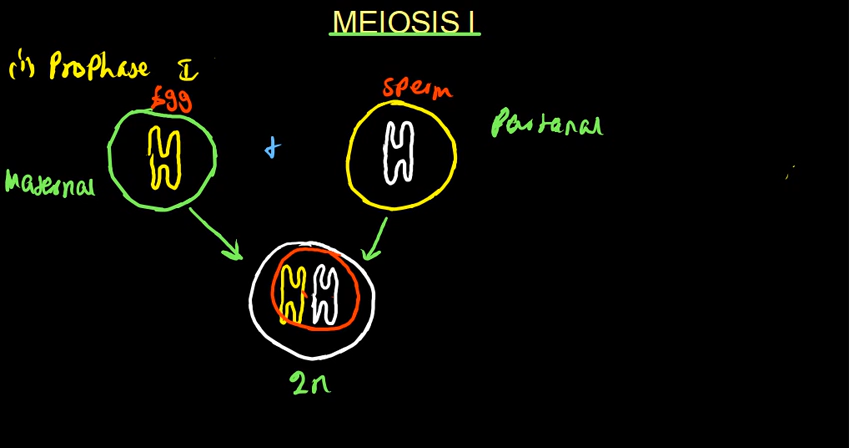 MEIOSIS I
(i) Prophase I
Egg
sperm
+
Paternal
Maternal
2n